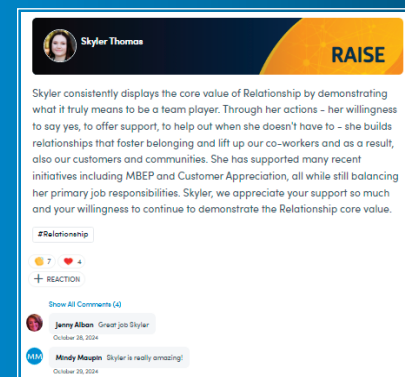 Skyler Thomas
RAISE
Skyler consistently displays the core value of Relationship by demonstrating
what it truly means to be a team player. Through her actions - her willingness
to say yes, to offer support, to help out when she doesn't have to - she builds
relationships that foster belonging and lift up our co-workers and as a result,
also our customers and communities. She has supported many recent
initiatives including MBEP and Customer Appreciation, all while still balancing
her primary job responsibilities. Skyler, we appreciate your support so much
and your willingness to continue to demonstrate the Relationship core value.
#Relationship
7 4
+ REACTION
Show All Comments (4)
Jenny Alban Great job Skyler
October 28, 2024
MM Mindy Maupin Skyler is really amazing!
October 29, 2024